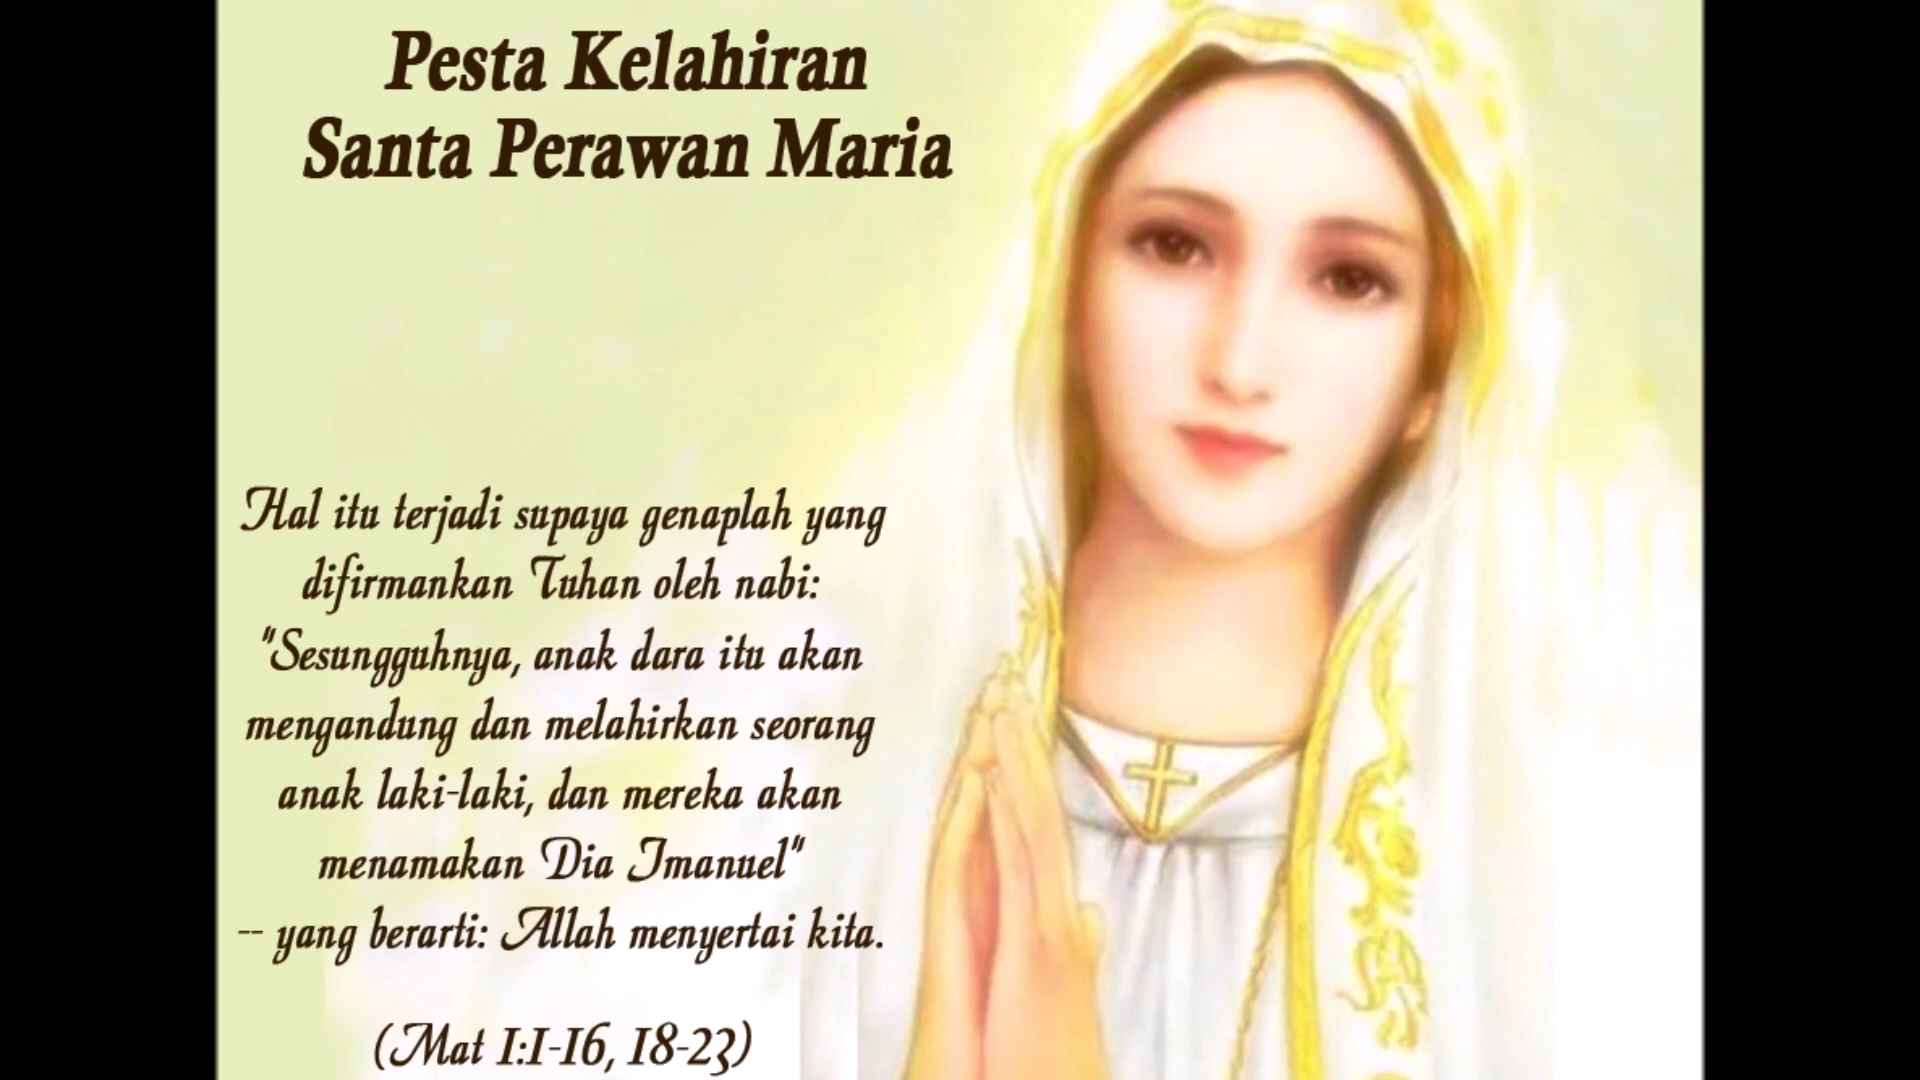 Pesta Kelahiran
Santa Perawan Maria
Hal itu terjadi supaya genaplah yang
difirmankan Tuhan oleh nabi:
"Sesungguhnya, anak dara itu akan
mengandung dan melahirkan seorang
anak laki-laki, dan mereka akan
menamakan Dia Imanuel"
-- yang berarti: Allah menyertai kita.
(Mat 1:1-16, 18-23)